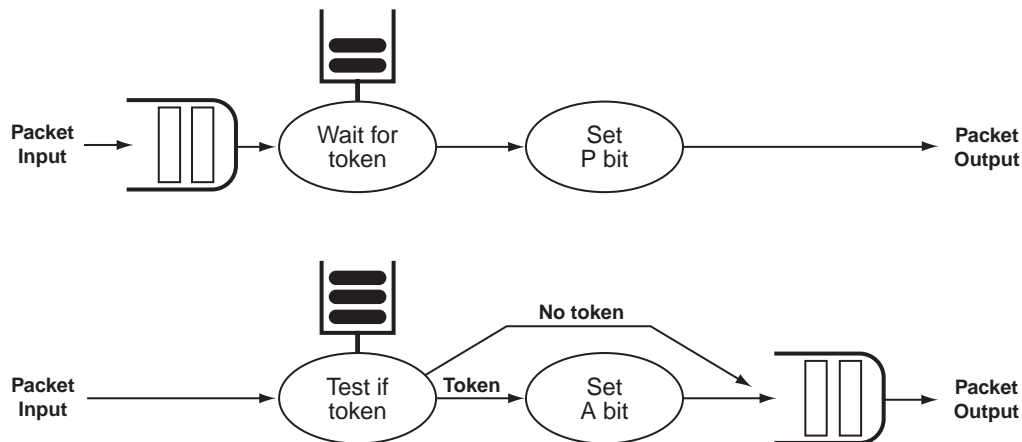 Packet
Input
Wait for
token
Set
P bit
Packet
Output
No token
Packet
Input
Test if
token
Token
Set
A bit
Packet
Output